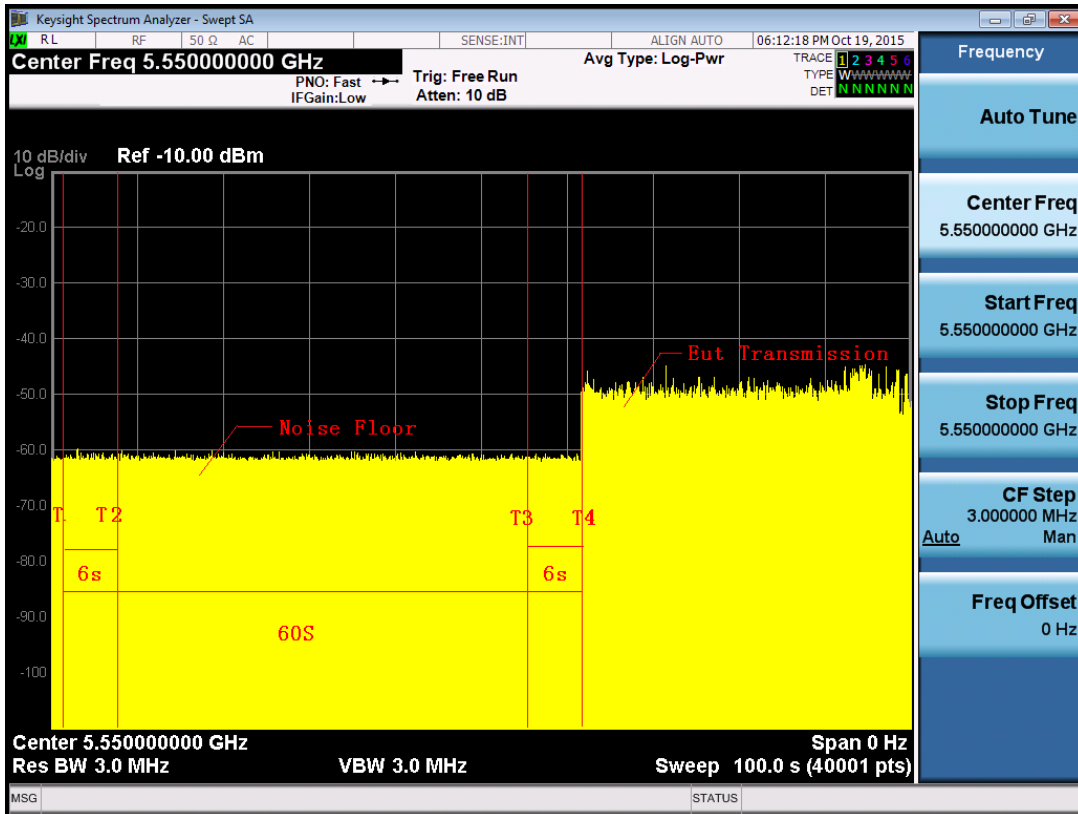 Keysight Spectrum Analyzer - Swept SA
LXI RL RF 50 Ω AC SENSE:INT ALIGN AUTO 06:12:18 PM Oct 19, 2015
Center Freq 5.550000000 GHz
PNO: Fast
IFGain:Low
Trig: Free Run
Atten: 10 dB
Avg Type: Log-Pwr
TRACE 1 2 3 4 5 6
TYPE WWWWWW
DET N N N N N N
10 dB/div Ref -10.00 dBm
Log
-20.0
-30.0
-40.0
Eut Transmission
-50.0
Noise Floor
-60.0
-70.0
T T2 T3 T4
-80.0
6s 6s
-90.0
60S
-100
Center 5.550000000 GHz Span 0 Hz
Res BW 3.0 MHz VBW 3.0 MHz Sweep 100.0 s (40001 pts)
MSG STATUS
Frequency
Auto Tune
Center Freq
5.550000000 GHz
Start Freq
5.550000000 GHz
Stop Freq
5.550000000 GHz
CF Step
3.000000 MHz
Auto Man
Freq Offset
0 Hz